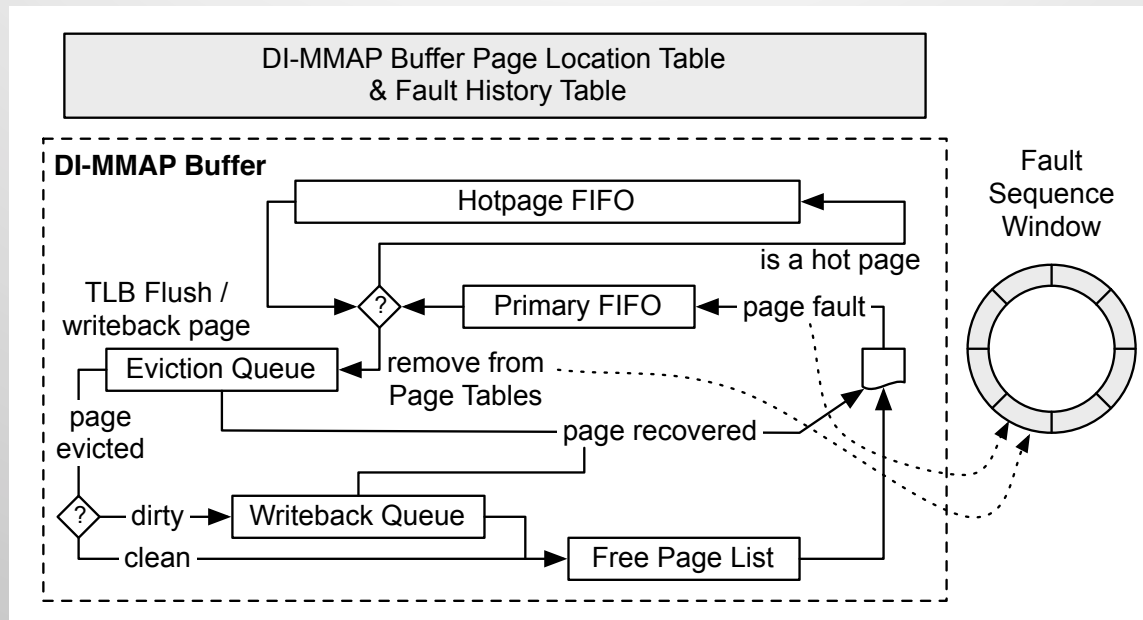 DI-MMAP Buffer Page Location Table
& Fault History Table
DI-MMAP Buffer
Hotpage FIFO
Fault
Sequence
Window
is a hot page
TLB Flush /
writeback page
?
Primary FIFO
page fault
Eviction Queue
remove from
Page Tables
page
evicted
page recovered
?
dirty
Writeback Queue
clean
Free Page List